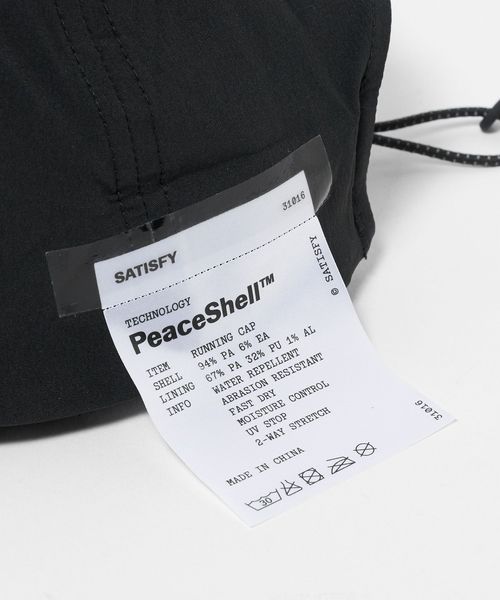 SATISFY
31016
© SATISFY
TECHNOLOGY
PeaceShell™
ITEM RUNNING CAP
SHELL 94% PA 6% EA
LINING 67% PA 32% PU 1% AL
INFO WATER REPELLENT
ABRASION RESISTANT
FAST DRY
MOISTURE CONTROL
UV STOP
2-WAY STRETCH
31016
MADE IN CHINA
30